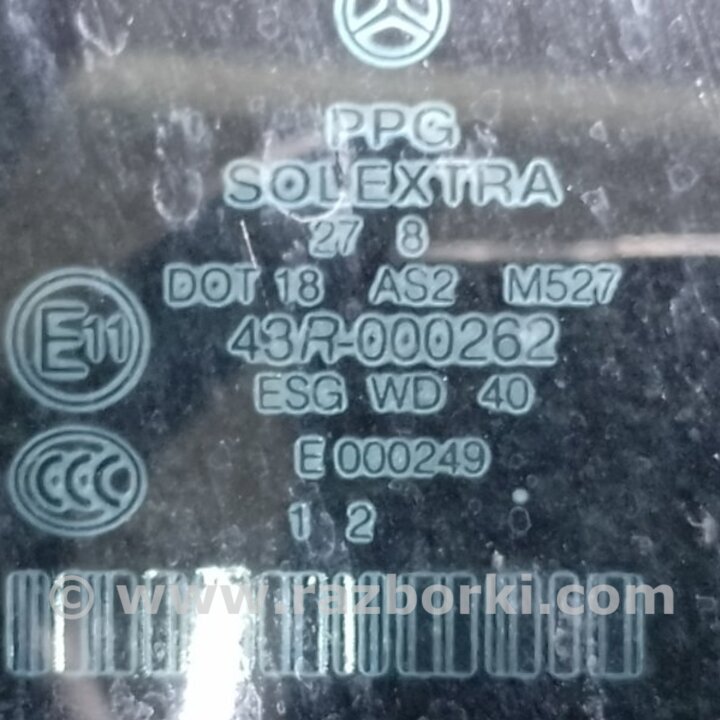 PPG
SOLEXTRA
27 8
DOT 18 AS2 M527
E11
43R-000262
ESG WD 40
CCC
E 000249
1 2
© www.razborki.com